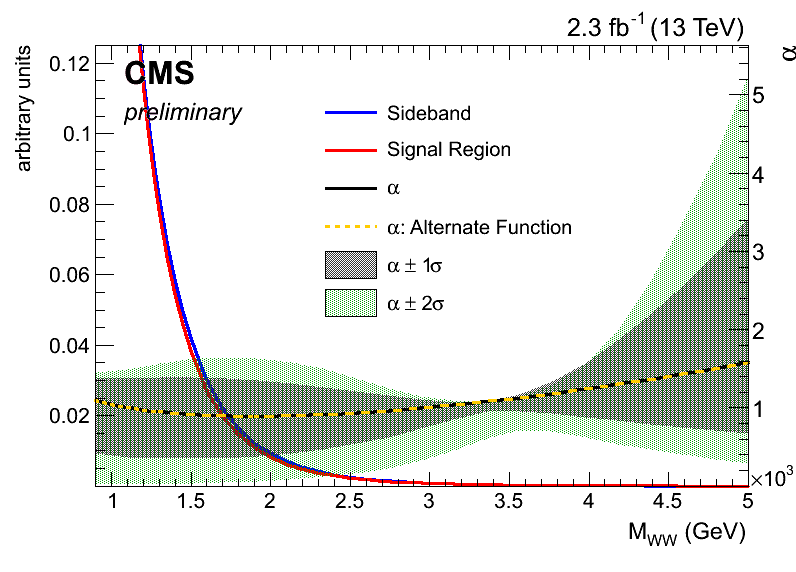 2.3 fb⁻¹ (13 TeV)
arbitrary units
α
CMS
preliminary
Sideband
Signal Region
α
α: Alternate Function
α ± 1σ
α ± 2σ
0.12
0.1
0.08
0.06
0.04
0.02
5
4
3
2
1
×10³
1 1.5 2 2.5 3 3.5 4 4.5 5
M_WW (GeV)